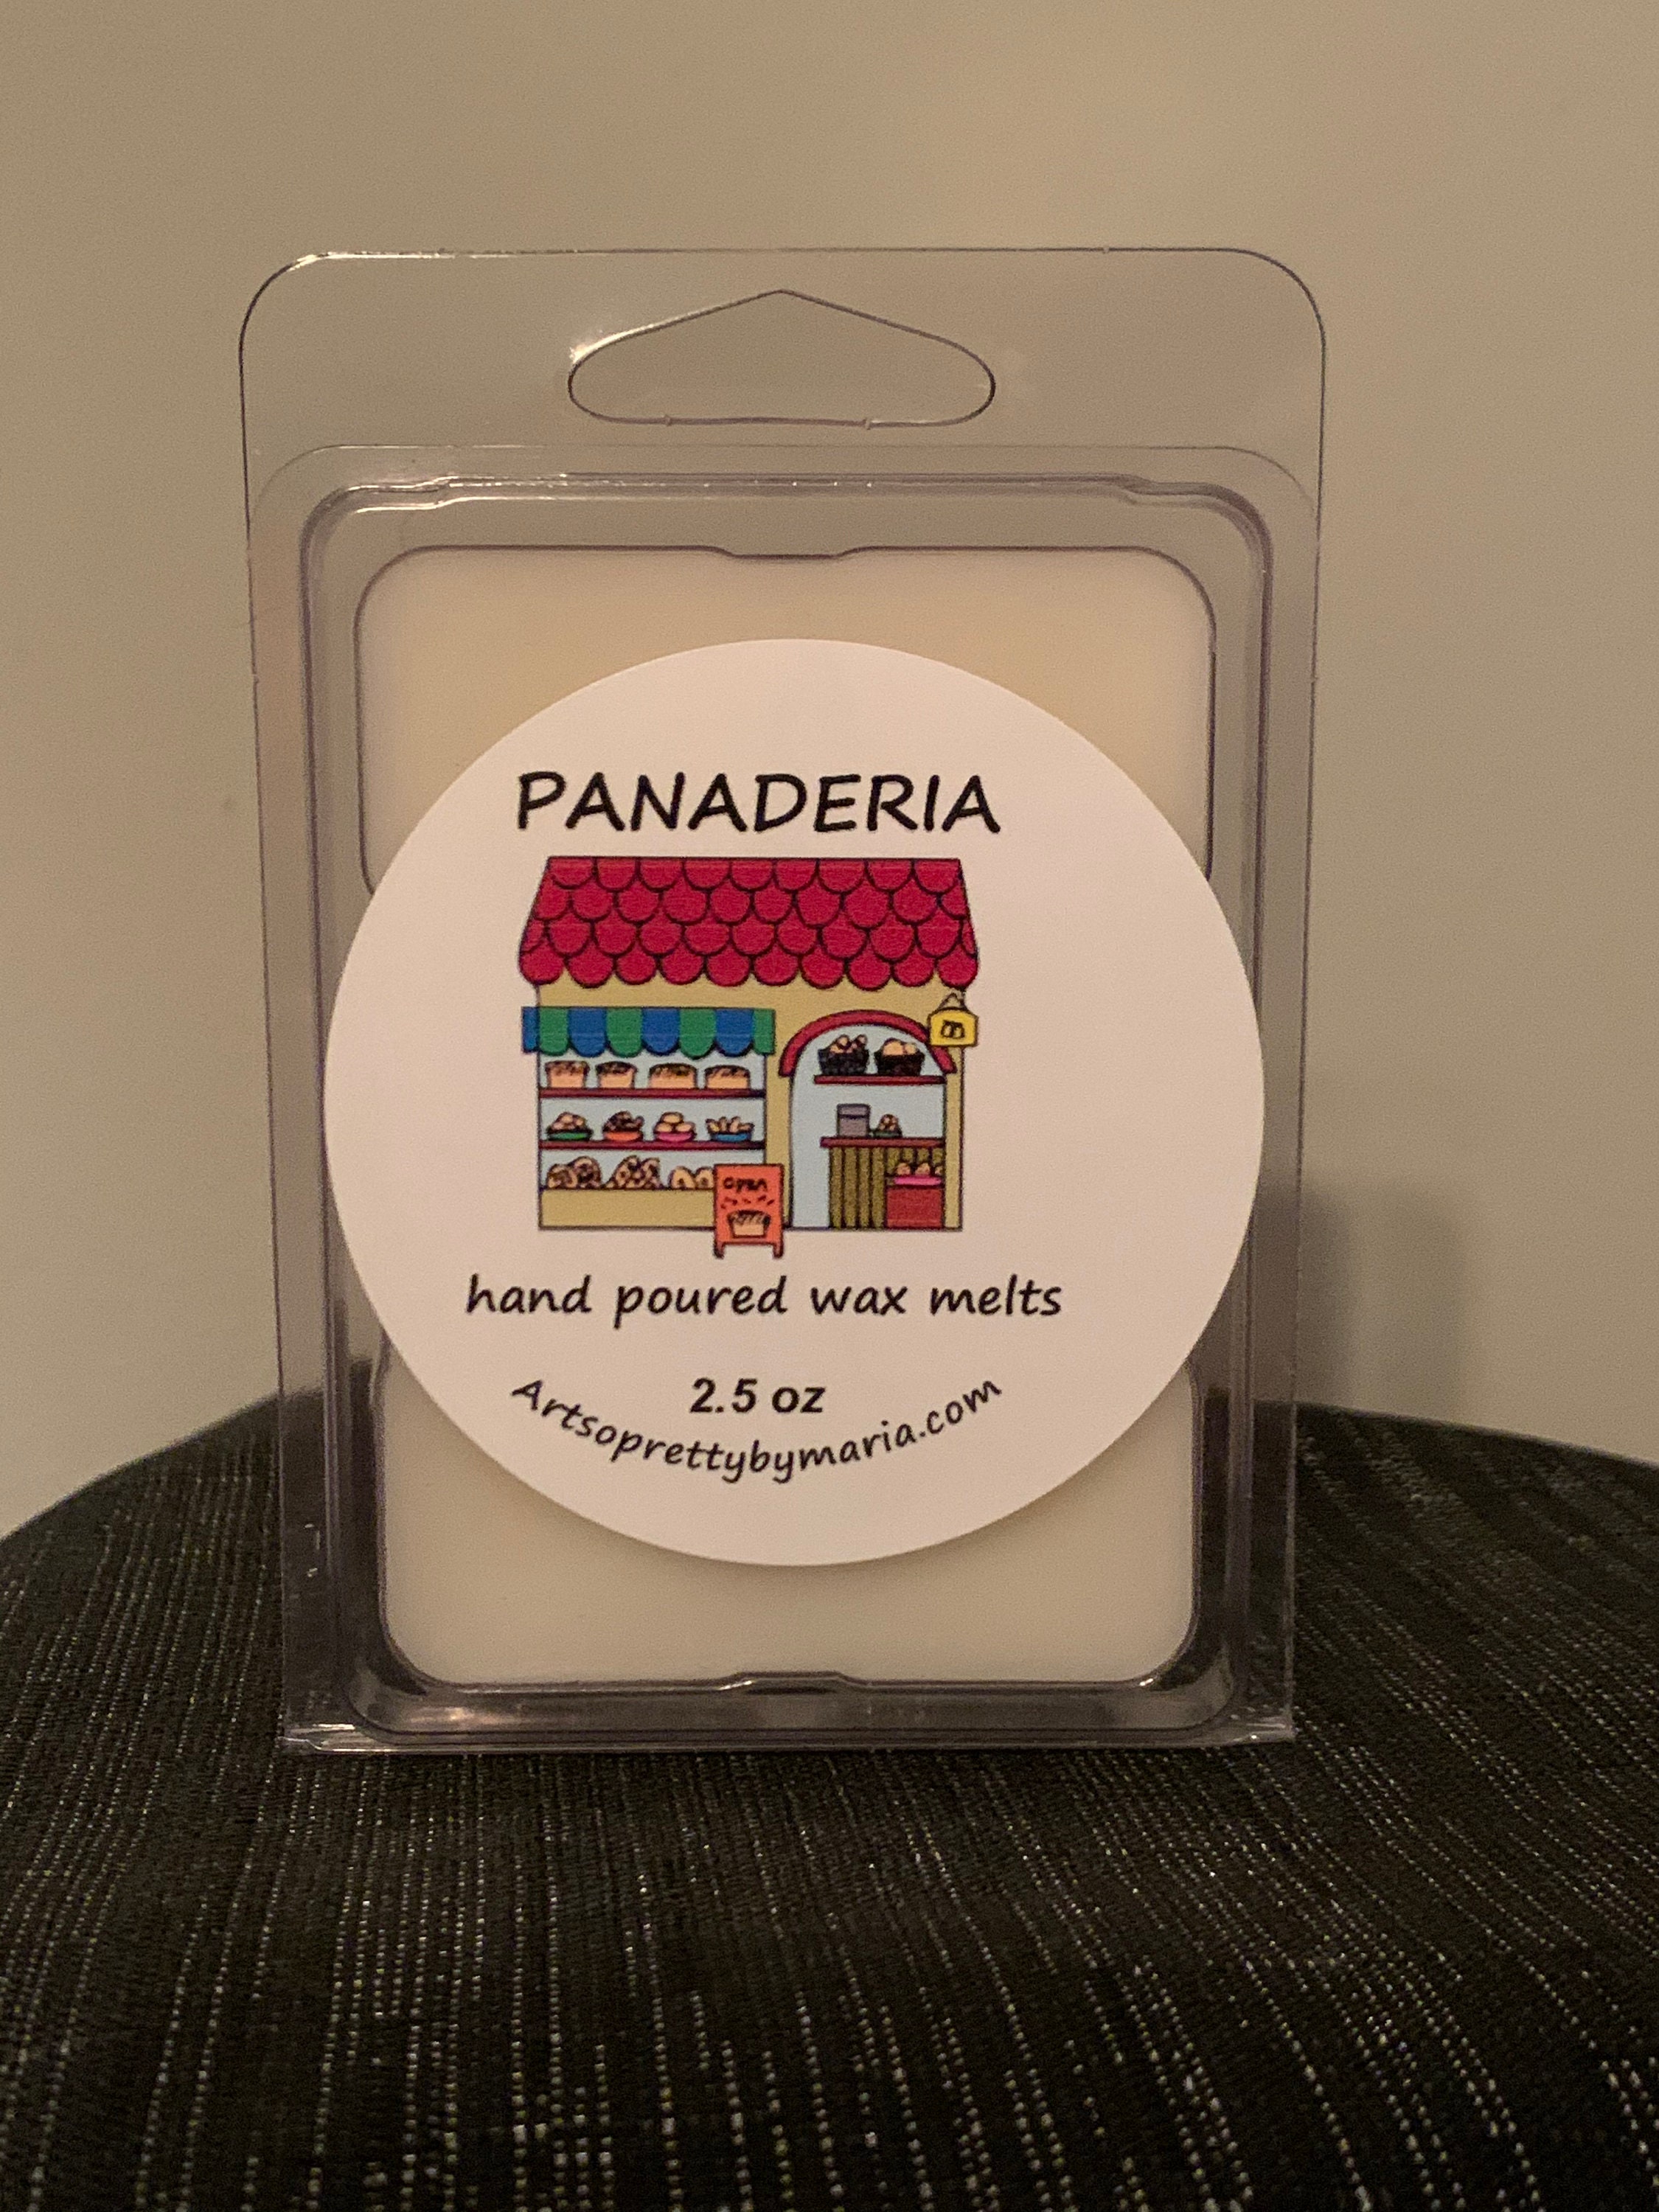 PANADERIA
m
open
hand poured wax melts
2.5 oz
Artsoprettybymaria.com